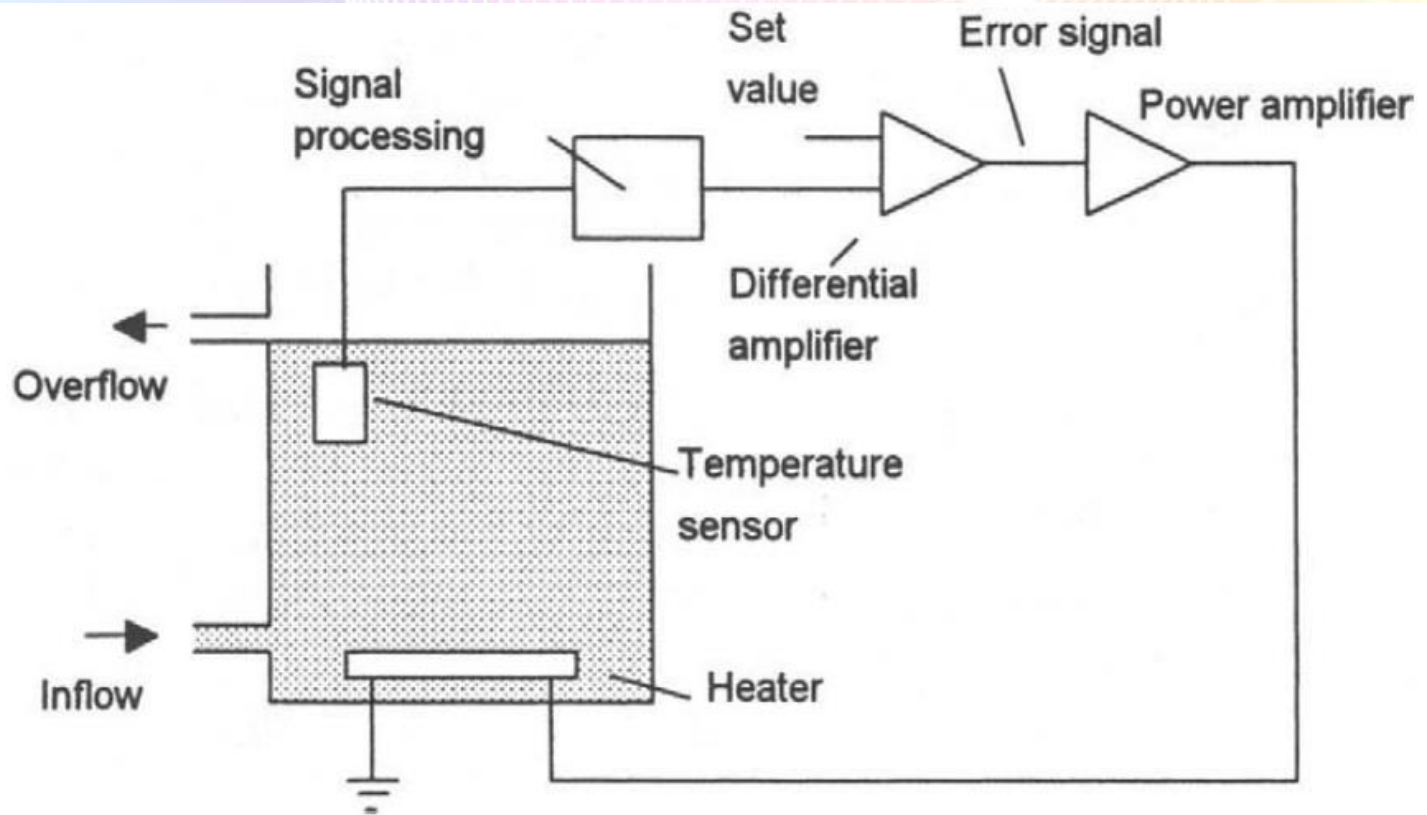 Set
value
Error signal
Signal
processing
Power amplifier
Differential
amplifier
Overflow
Temperature
sensor
Inflow
Heater